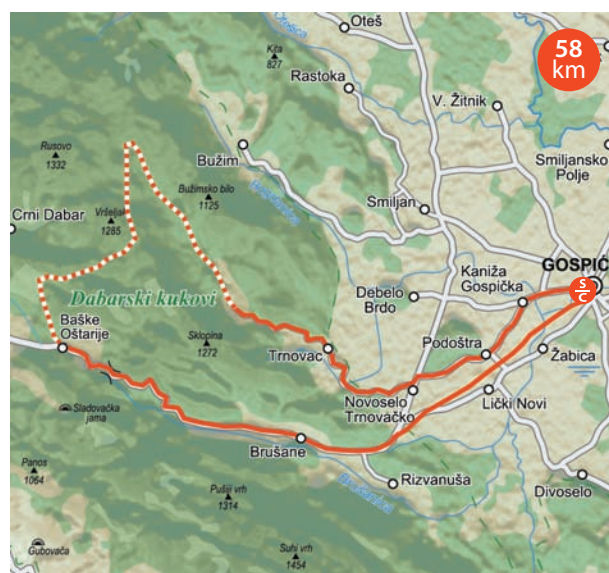 Oteš
58
km
Kita
827
Otešica
Rastoka
V. Žitnik
Rusovo
1332
Bužim
Smiljansko
Polje
Bužimsko bilo
1125
Smiljan
Crni Dabar
Vršeljak
1285
GOSPIĆ
Kaniža
Gospička
S
C
Dabarski kukovi
Debelo
Brdo
Baške
Oštarije
Sklopina
1272
Trnovac
Podoštra
Žabica
Sladovačka
jama
Novoselo
Trnovačko
Lički Novi
Brušane
Panos
1064
Rizvanuša
Divoselo
Pušiji vrh
1314
Gubovača
Suhi vrh
1454